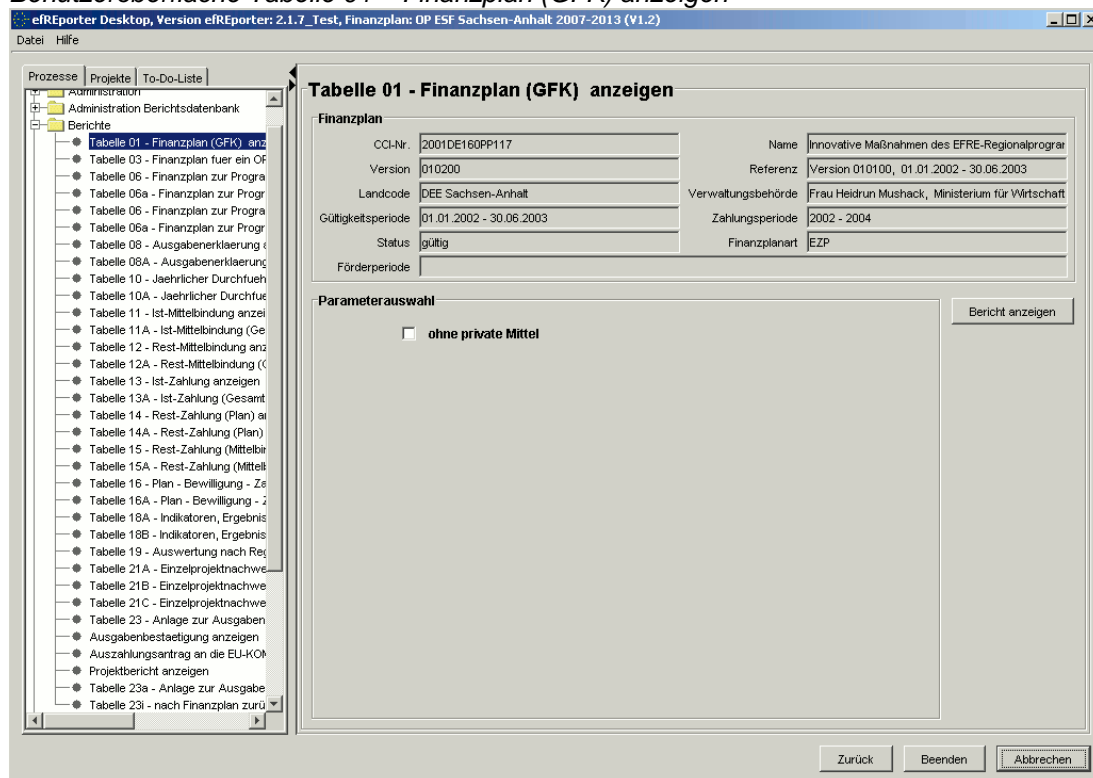 Benutzeroberfläche Tabelle 01 - Finanzplan (GFK) anzeigen
efREporter Desktop, Version efREporter: 2.1.7_Test, Finanzplan: OP ESF Sachsen-Anhalt 2007-2013 (V1.2)
Datei Hilfe
Prozesse Projekte To-Do-Liste
Administration
Administration Berichtsdatenbank
Berichte
Tabelle 01 - Finanzplan (GFK) anz
Tabelle 03 - Finanzplan fuer ein OF
Tabelle 06 - Finanzplan zur Progra
Tabelle 06a - Finanzplan zur Progr
Tabelle 06 - Finanzplan zur Progra
Tabelle 06a - Finanzplan zur Progr
Tabelle 08 - Ausgabenerklaerung a
Tabelle 08A - Ausgabenerklaerung
Tabelle 10 - Jaehrlicher Durchfueh
Tabelle 10A - Jaehrlicher Durchfue
Tabelle 11 - Ist-Mittelbindung anzei
Tabelle 11A - Ist-Mittelbindung (Ge
Tabelle 12 - Rest-Mittelbindung anz
Tabelle 12A - Rest-Mittelbindung (G
Tabelle 13 - Ist-Zahlung anzeigen
Tabelle 13A - Ist-Zahlung (Gesamt
Tabelle 14 - Rest-Zahlung (Plan) an
Tabelle 14A - Rest-Zahlung (Plan)
Tabelle 15 - Rest-Zahlung (Mittelbin
Tabelle 15A - Rest-Zahlung (Mittelb
Tabelle 16 - Plan - Bewilligung - Za
Tabelle 16A - Plan - Bewilligung - Z
Tabelle 18A - Indikatoren, Ergebnis
Tabelle 18B - Indikatoren, Ergebnis
Tabelle 19 - Auswertung nach Reg
Tabelle 21A - Einzelprojektnachwe
Tabelle 21B - Einzelprojektnachwe
Tabelle 21C - Einzelprojektnachwe
Tabelle 23 - Anlage zur Ausgaben
Ausgabenbestaetigung anzeigen
Auszahlungsantrag an die EU-KOM
Projektbericht anzeigen
Tabelle 23a - Anlage zur Ausgabe
Tabelle 23i - nach Finanzplan zurü
Tabelle 01 - Finanzplan (GFK) anzeigen
Finanzplan
CCI-Nr. 2001DE160PP117 Name Innovative Maßnahmen des EFRE-Regionalprogram
Version 010200 Referenz Version 010100, 01.01.2002 - 30.06.2003
Landcode DEE Sachsen-Anhalt Verwaltungsbehörde Frau Heidrun Mushack, Ministerium für Wirtschaft
Gültigkeitsperiode 01.01.2002 - 30.06.2003 Zahlungsperiode 2002 - 2004
Status gültig Finanzplanart EZP
Förderperiode
Parameterauswahl
ohne private Mittel
Bericht anzeigen
Zurück Beenden Abbrechen